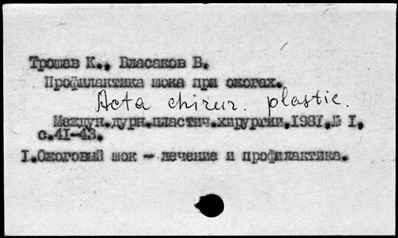 Трошев К., Власаков В.
Профилактика шока при ожогах.
Acta chirur. plastic.
Междун.журн.пластич.хирургии,1981,№ 1,
с.41-43.
1.Ожоговый шок - лечение и профилактика.